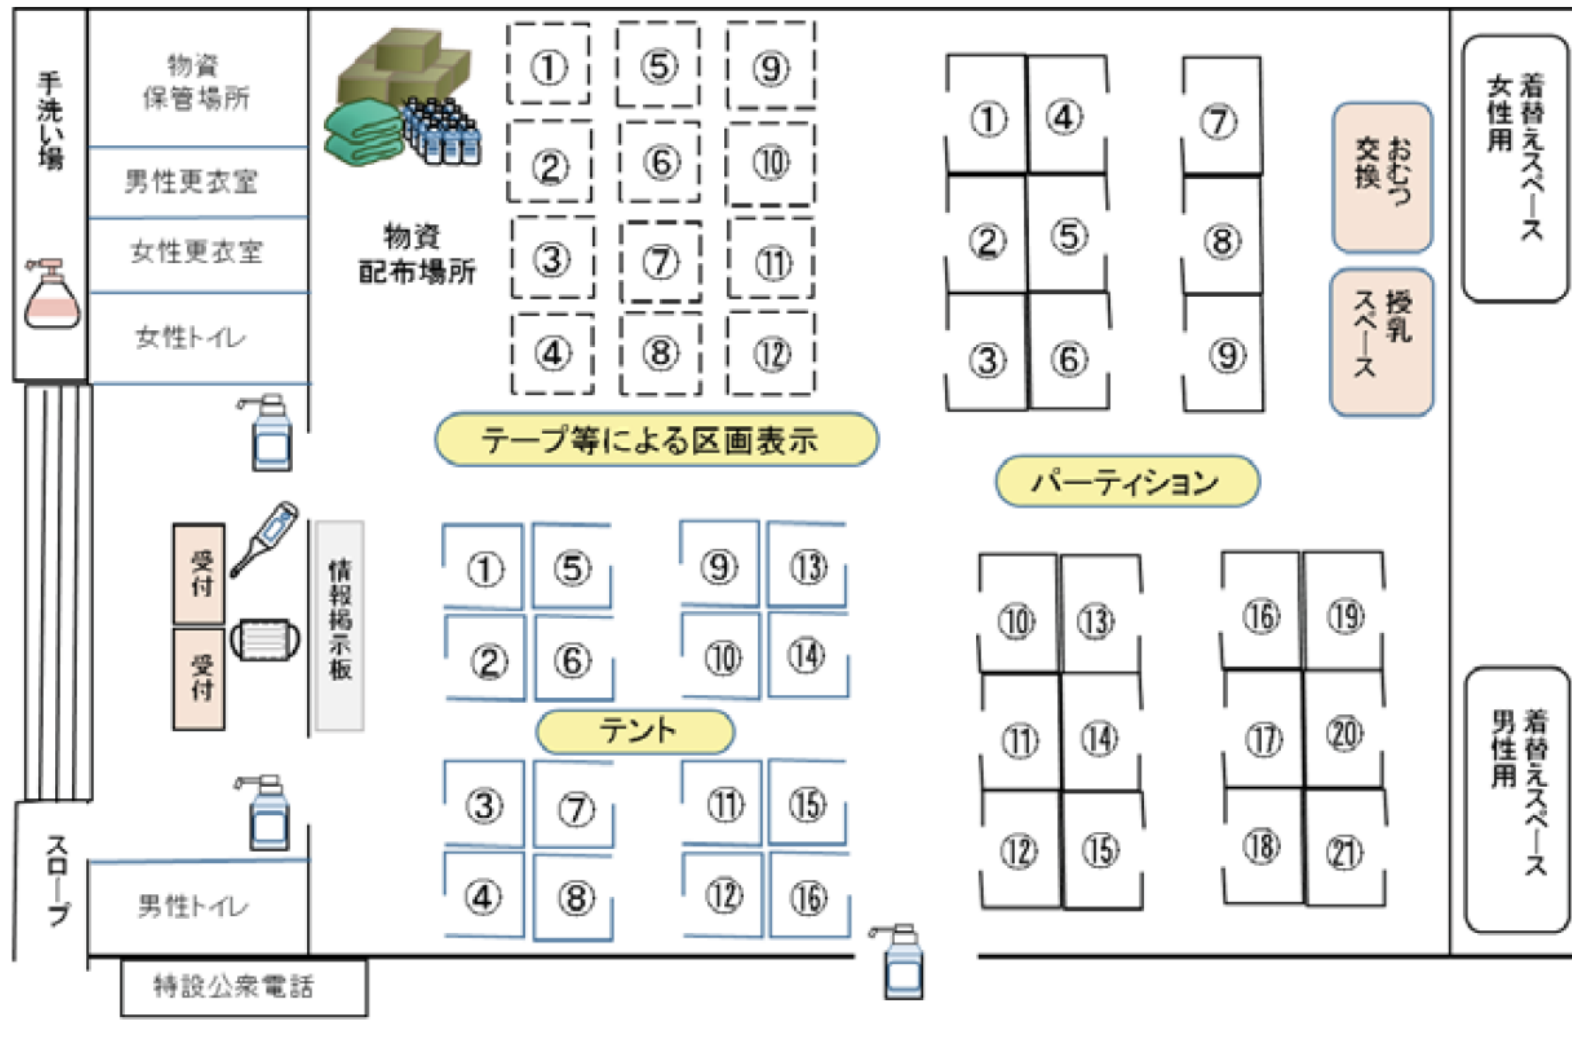 手洗い場
物資
保管場所
男性更衣室
女性更衣室
女性トイレ
物資
配布場所
①
⑤
⑨
②
⑥
⑩
③
⑦
⑪
④
⑧
⑫
テープ等による区画表示
①
④
⑦
②
⑤
⑧
③
⑥
⑨
パーティション
おむつ
交換
授乳
スペース
着替えスペース
女性用
受付
受付
情報掲示板
①
⑤
⑨
⑬
②
⑥
⑩
⑭
テント
③
⑦
⑪
⑮
④
⑧
⑫
⑯
⑩
⑬
⑯
⑲
⑪
⑭
⑰
⑳
⑫
⑮
⑱
㉑
着替えスペース
男性用
スロープ
男性トイレ
特設公衆電話